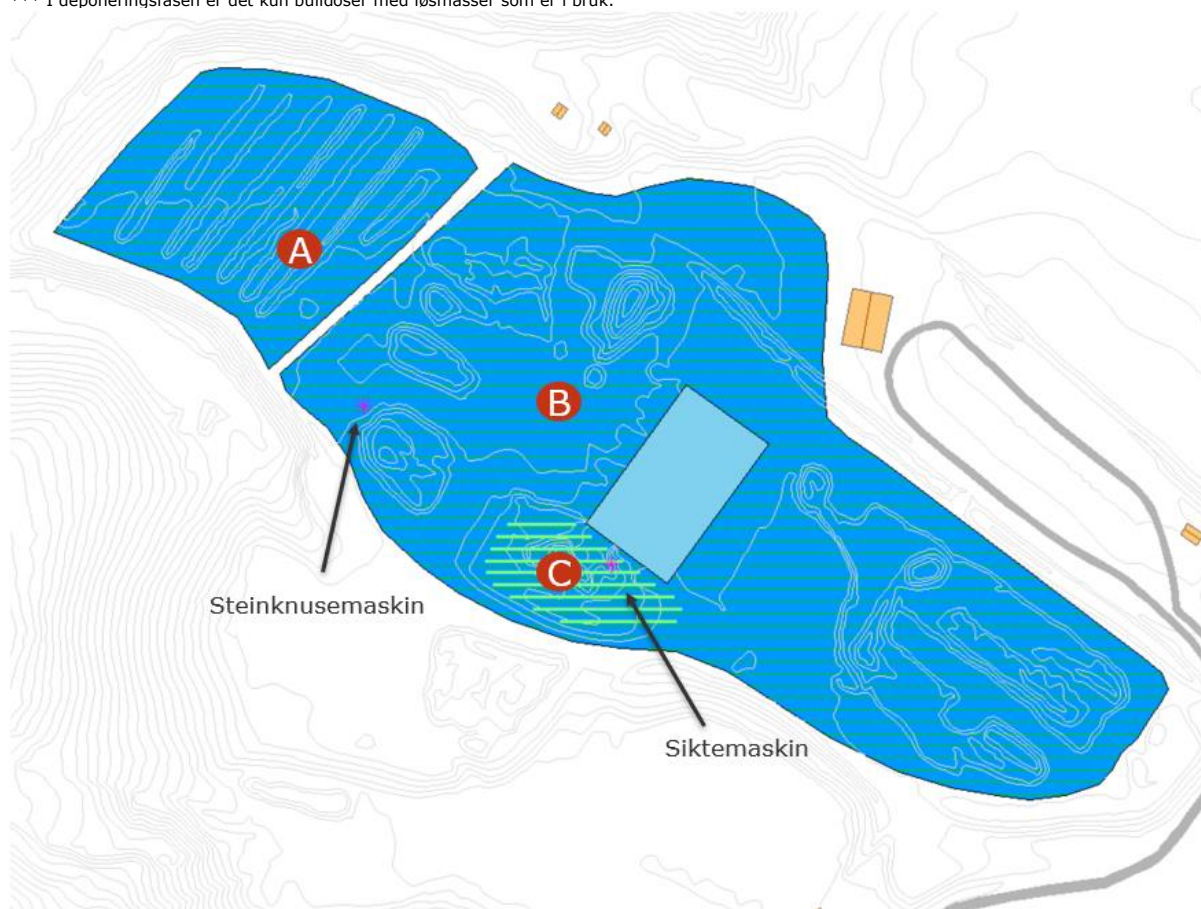 *** I deponeringsfasen er det kun bulldoser med løsmasser som er i bruk.
A
B
C
Steinknusemaskin
Siktemaskin